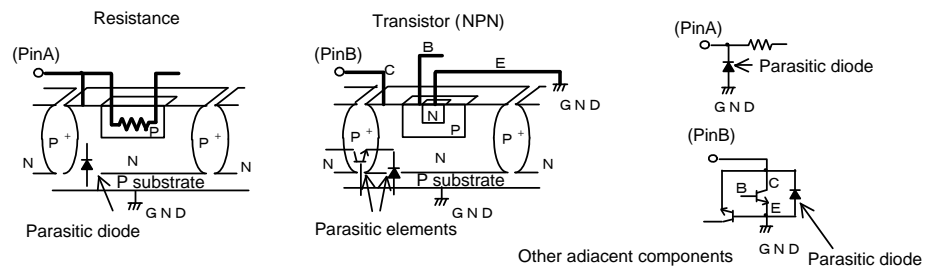 Resistance
(PinA)
P
P+
P+
N
N
N
P substrate
GND
Parasitic diode
Transistor (NPN)
(PinB)
B
C
E
GND
N
P
P+
P+
N
N
N
P substrate
GND
Parasitic elements
(PinA)
Parasitic diode
GND
(PinB)
B
C
E
GND
Other adiacent components
Parasitic diode